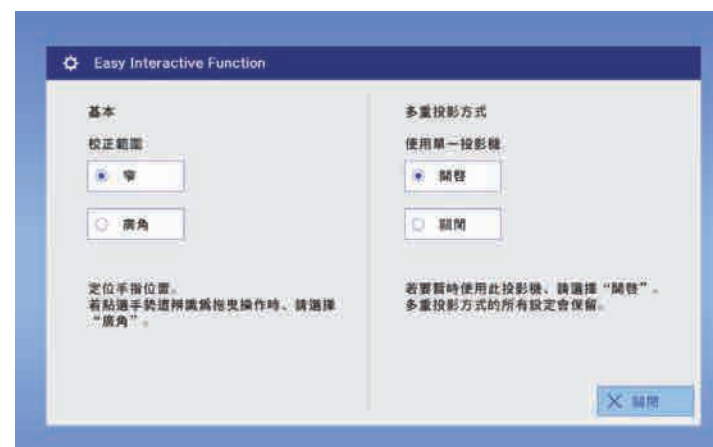 Easy Interactive Function
基本
校正範圍
窄
廣角
定位手指位置。
若點選手勢遭辨識為拖曳操作時、請選擇
“廣角”。
多重投影方式
使用單一投影機
開啓
關閉
若要暫時使用此投影機、請選擇“開啓”。
多重投影方式的所有設定會保留。
關閉